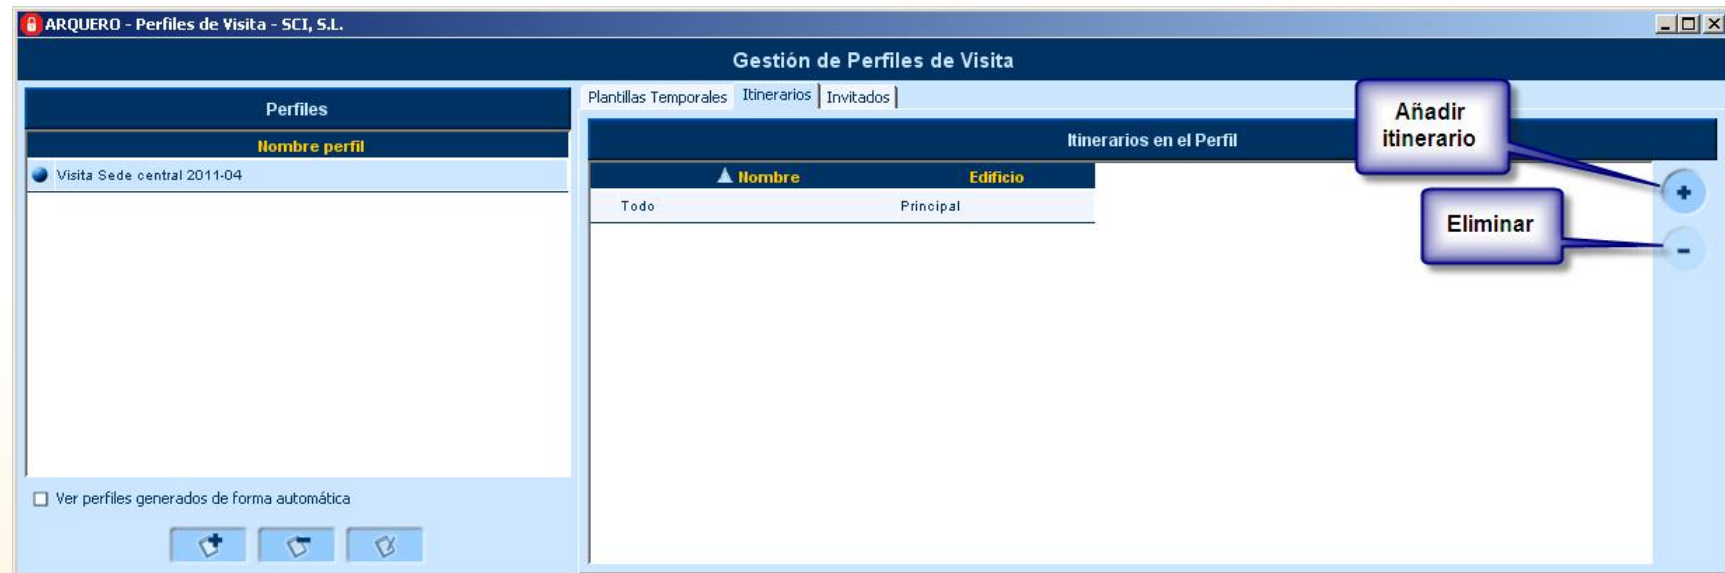 ARQUERO - Perfiles de Visita - SCI, S.L.
Gestión de Perfiles de Visita
Perfiles
Nombre perfil
Visita Sede central 2011-04
Ver perfiles generados de forma automática
Plantillas Temporales Itinerarios Invitados
Itinerarios en el Perfil
Nombre Edificio
Todo Principal
Añadir
itinerario
Eliminar